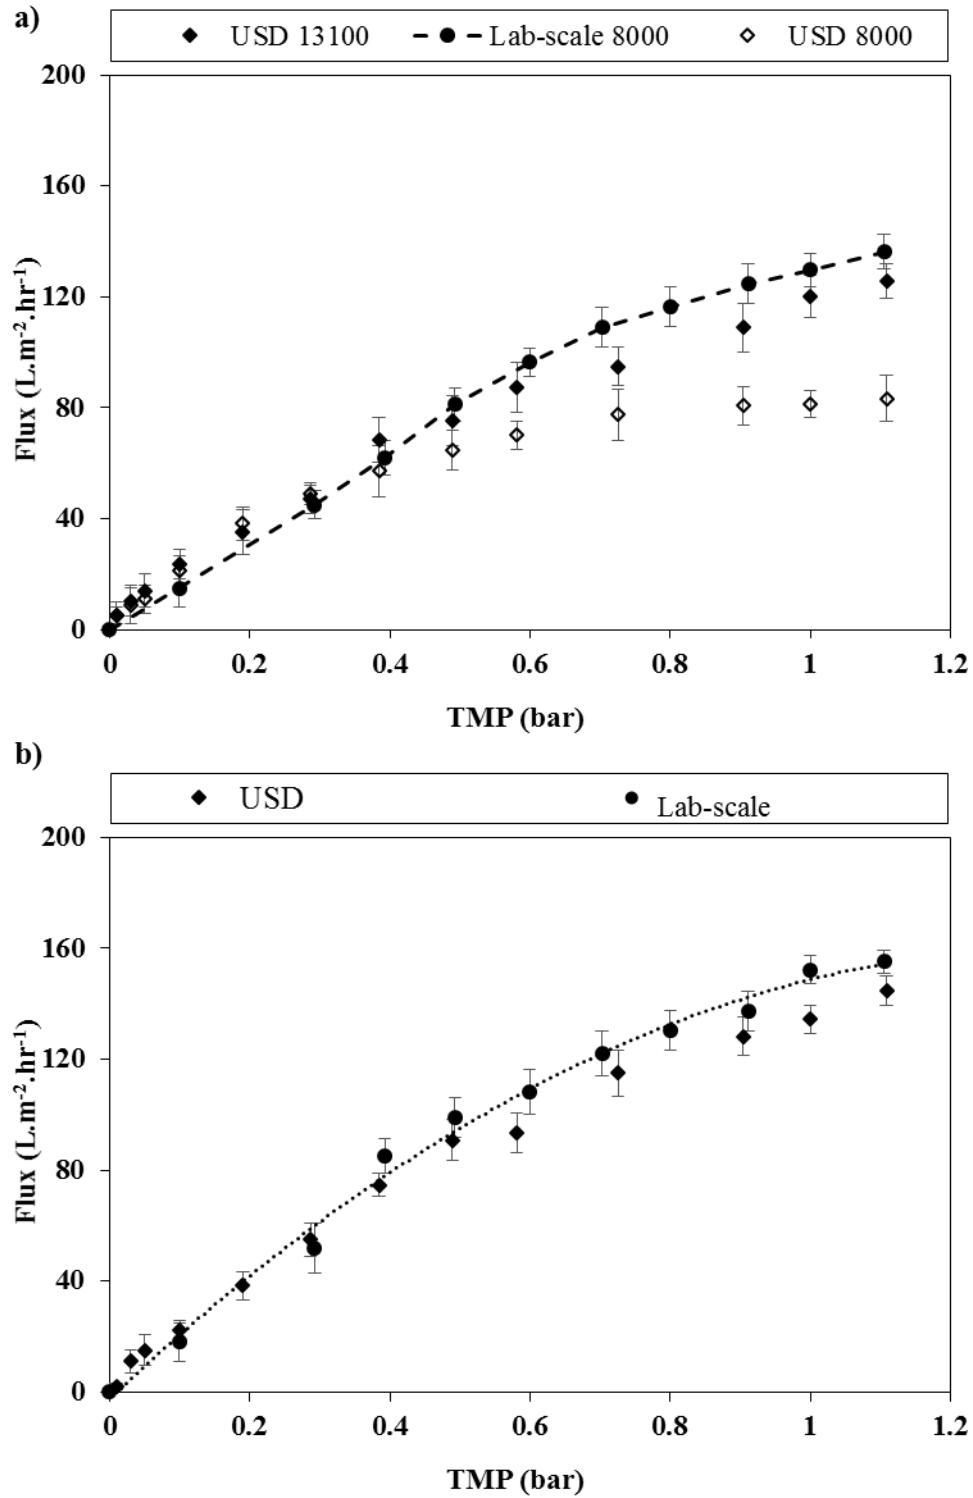 a)
USD 13100 Lab-scale 8000 USD 8000
200
160
120
80
40
0
Flux (L.m⁻².hr⁻¹)
0 0.2 0.4 0.6 0.8 1 1.2
TMP (bar)
b)
USD Lab-scale
200
160
120
80
40
0
Flux (L.m⁻².hr⁻¹)
0 0.2 0.4 0.6 0.8 1 1.2
TMP (bar)